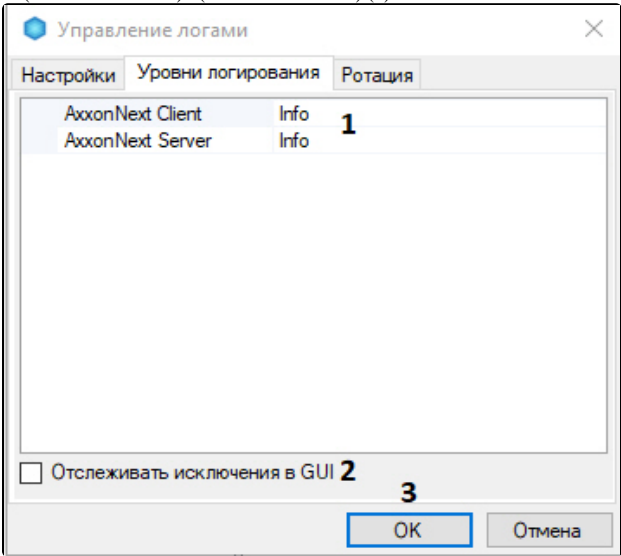 Управление логами
Настройки Уровни логирования Ротация
AxxonNext Client Info 1
AxxonNext Server Info
Отслеживать исключения в GUI 2
3
OK Отмена